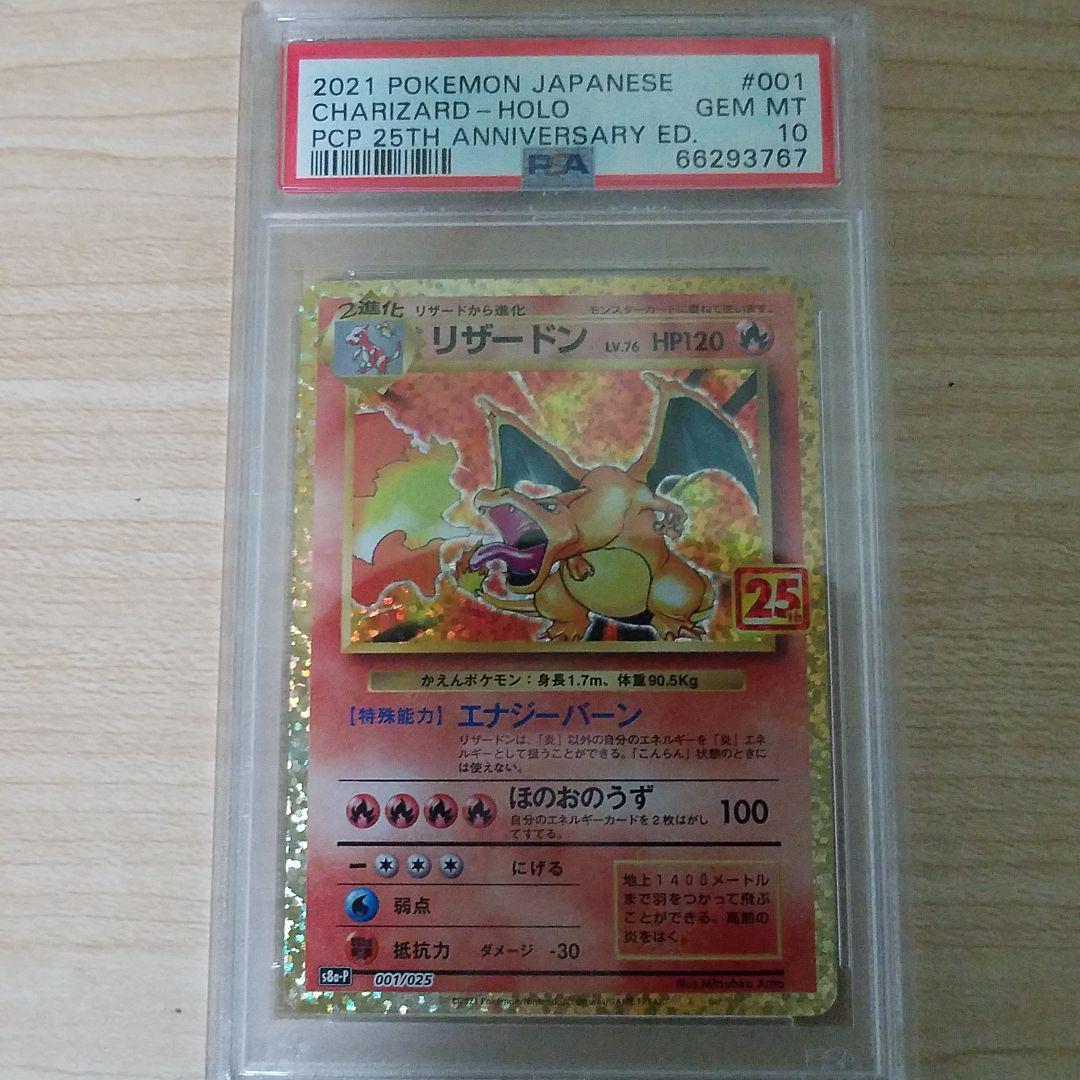 2021 POKEMON JAPANESE #001
CHARIZARD-HOLO GEM MT
PCP 25TH ANNIVERSARY ED. 10
PSA 66293767
2進化 リザードから進化 モンスターカードに重ねて使います。
リザードン LV.76 HP120
25th
かえんポケモン:身長1.7m、体重90.5Kg
【特殊能力】 エナジーバーン
リザードンは、「炎」以外の自分のエネルギーを「炎」エネ
ルギーとして扱うことができる。「こんらん」状態のときに
は使えない。
ほのおのうず 100
自分のエネルギーカードを2枚はがし
てすてる。
にげる
弱点
抵抗力 ダメージ -30
地上1400メートル
まで羽をつかって飛ぶ
ことができる。高熱の
炎をはく。
s8a-P 001/025
Illus. Mitsuhiro Arita
©2021 Pokémon/Nintendo/Creatures/GAME FREAK